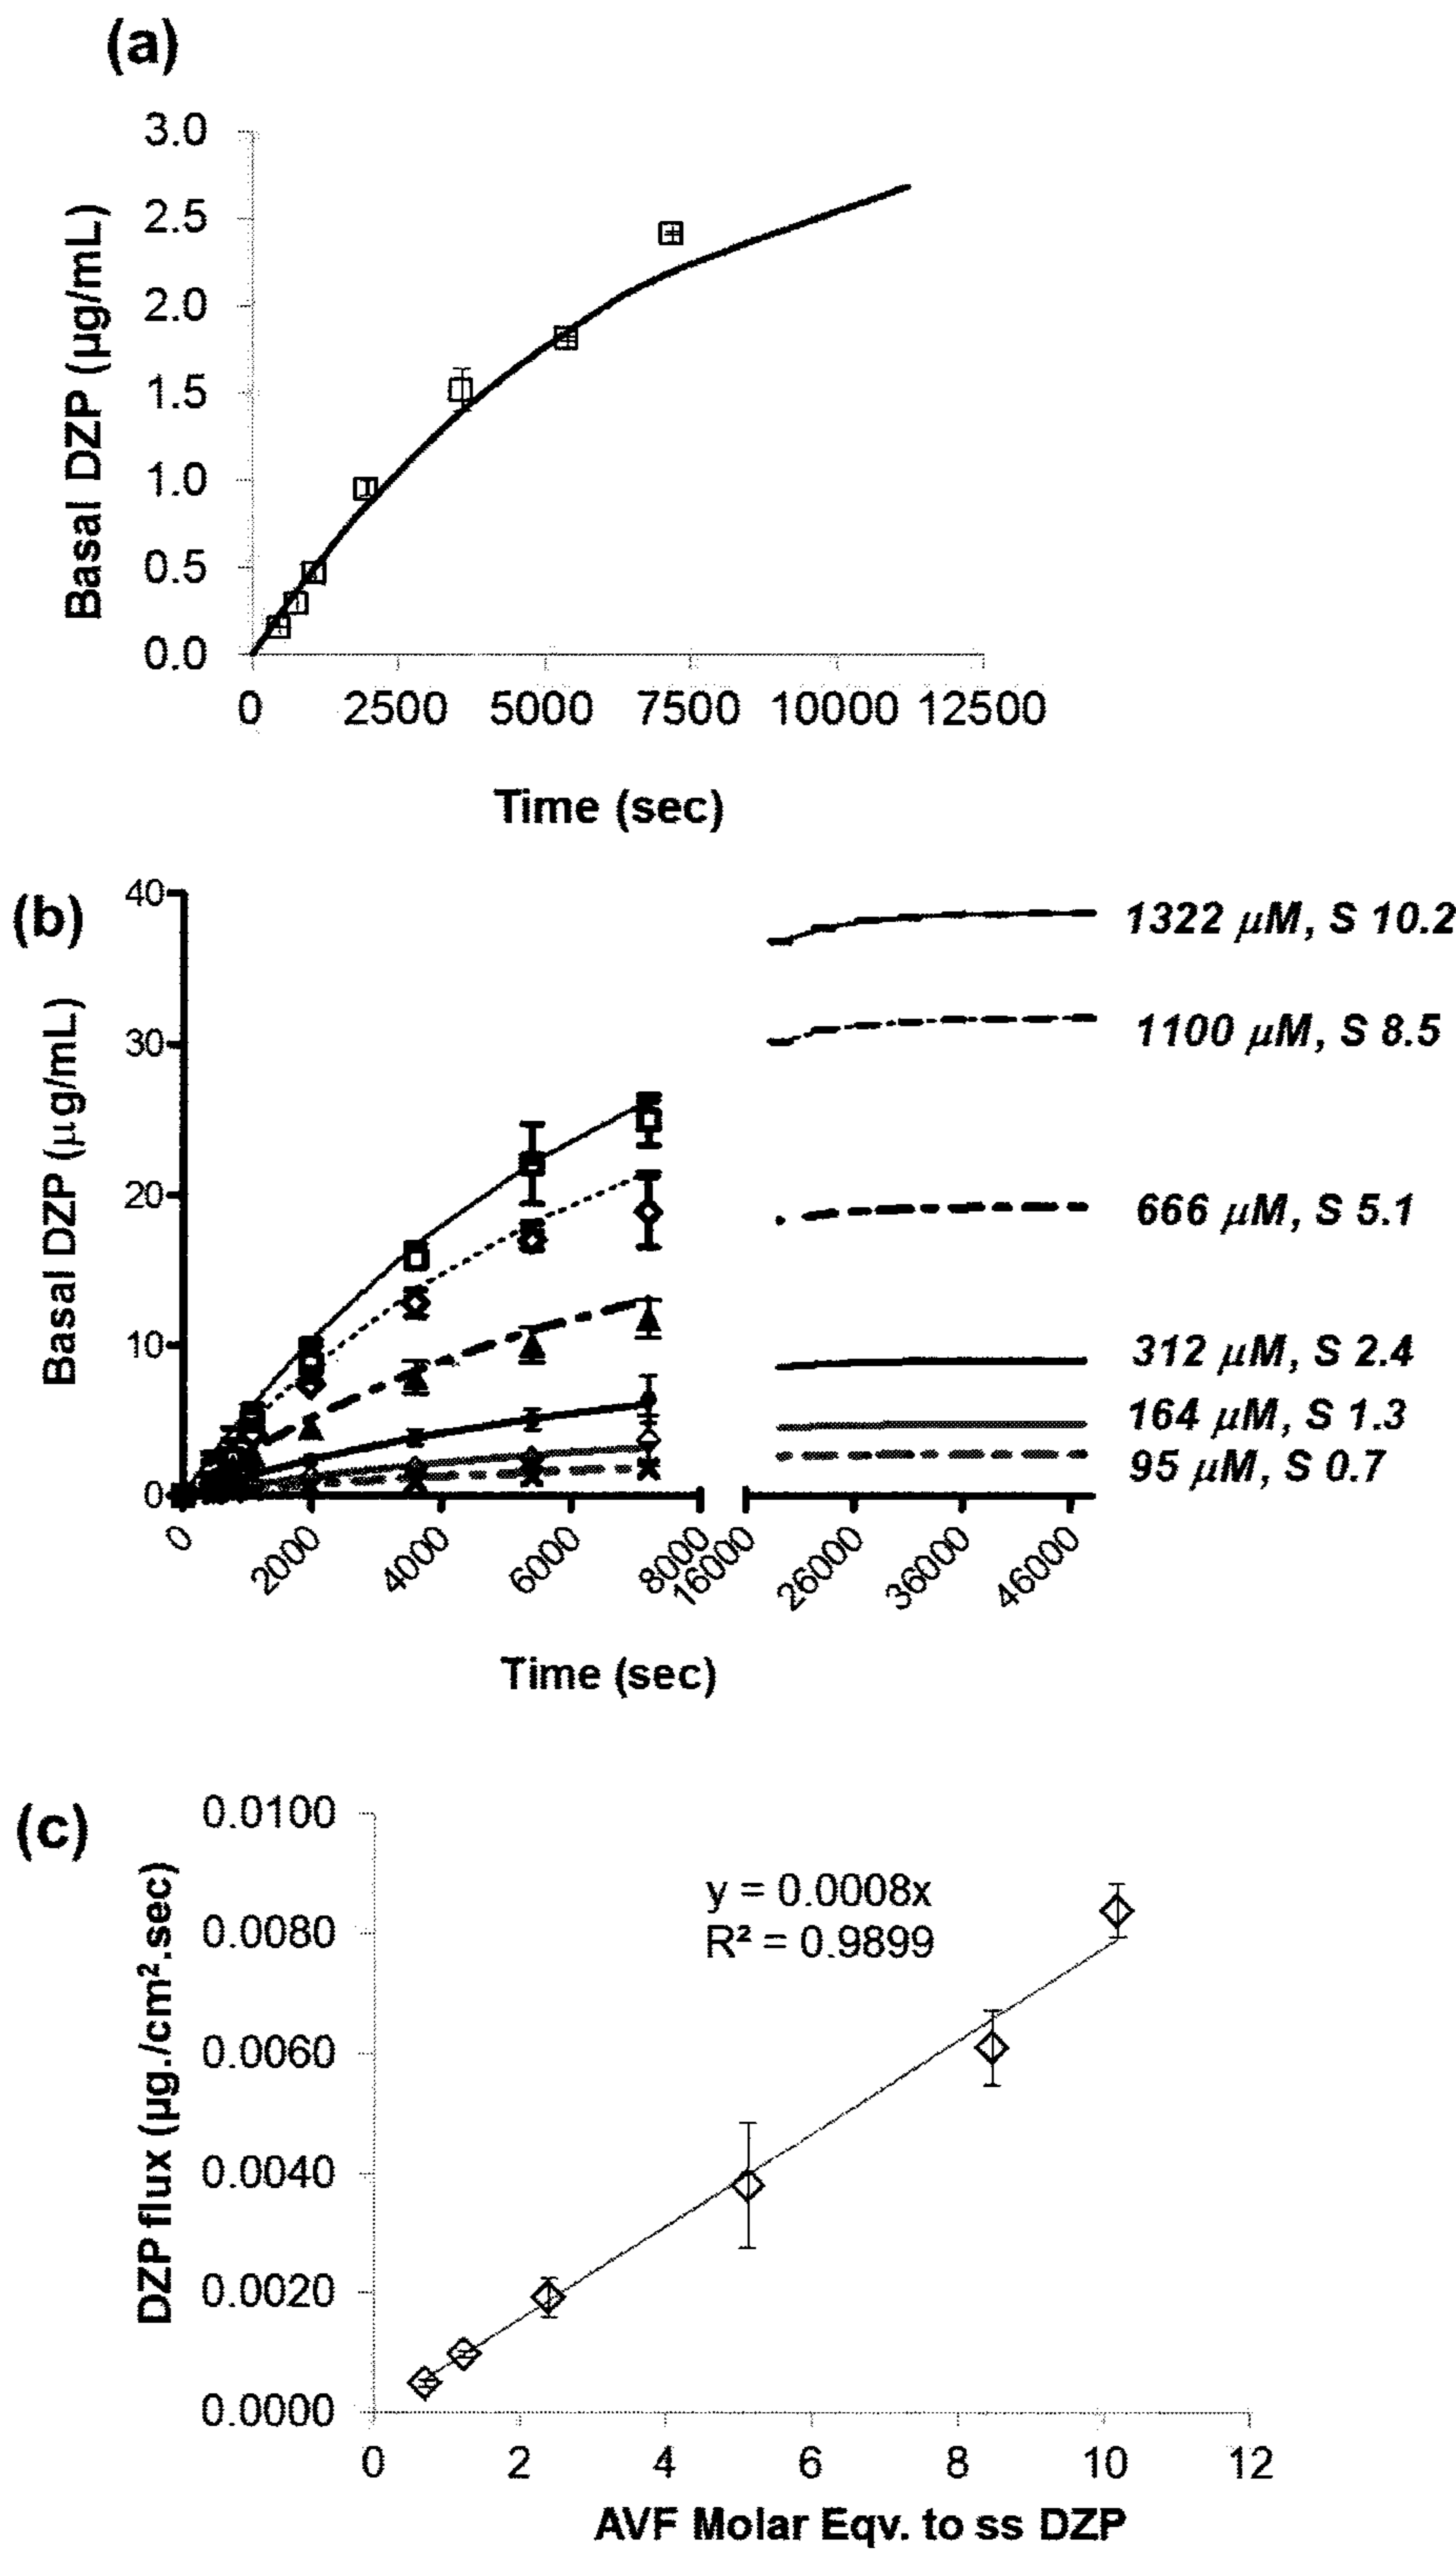 (a)
3.0
2.5
2.0
1.5
1.0
0.5
0.0
Basal DZP (µg/mL)
0 2500 5000 7500 10000 12500
Time (sec)
(b)
40
30
20
10
0
Basal DZP (µg/mL)
1322 µM, S 10.2
1100 µM, S 8.5
666 µM, S 5.1
312 µM, S 2.4
164 µM, S 1.3
95 µM, S 0.7
0 2000 4000 6000 8000 16000 26000 36000 46000
Time (sec)
(c)
0.0100
0.0080
0.0060
0.0040
0.0020
0.0000
DZP flux (µg./cm².sec)
y = 0.0008x
R² = 0.9899
0 2 4 6 8 10 12
AVF Molar Eqv. to ss DZP